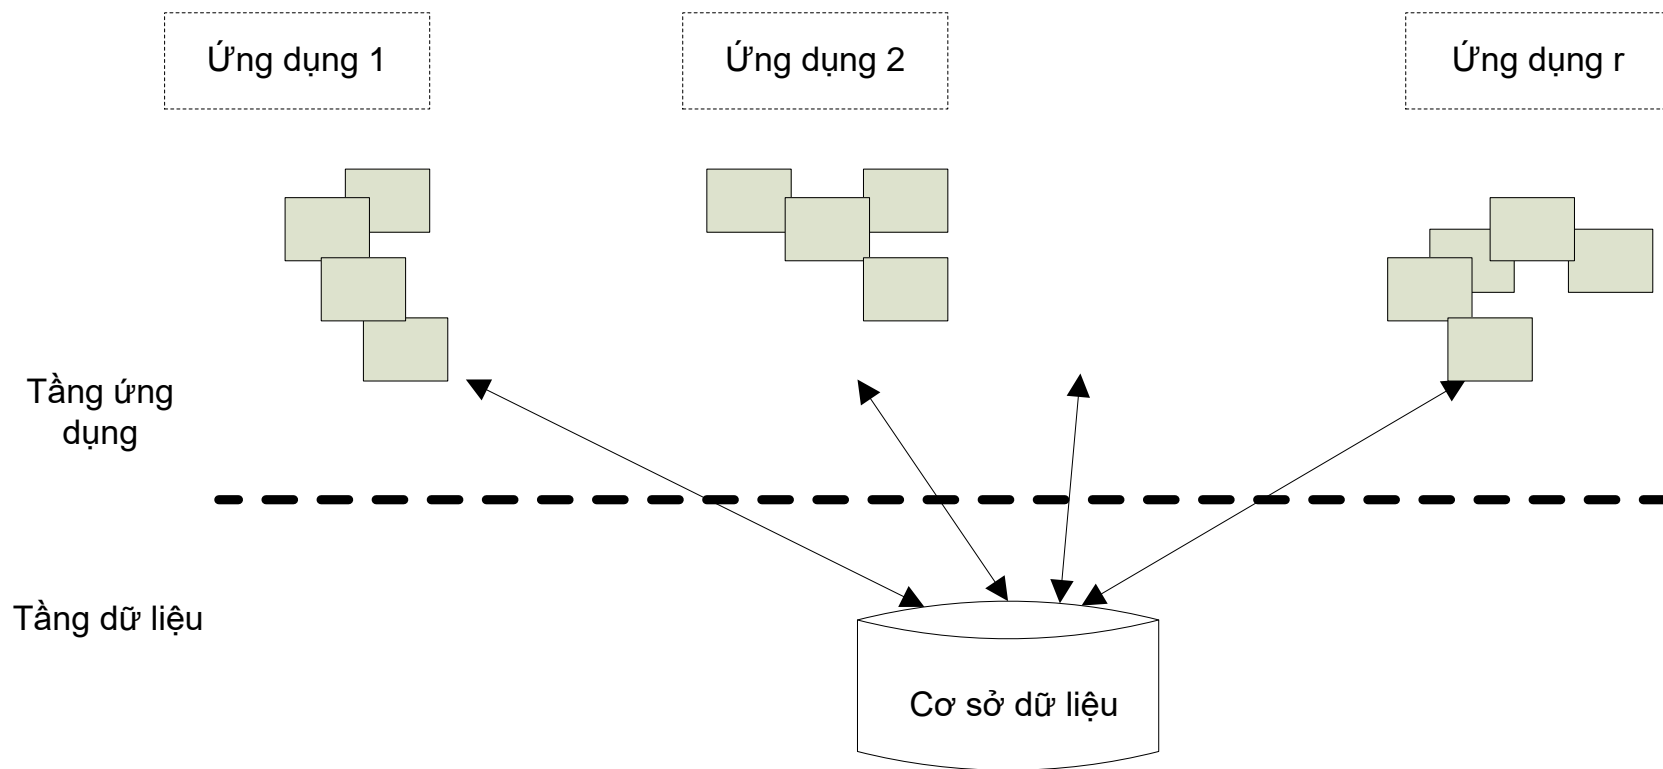 Ứng dụng 1
Ứng dụng 2
Ứng dụng r
Tầng ứng
dụng
Tầng dữ liệu
Cơ sở dữ liệu